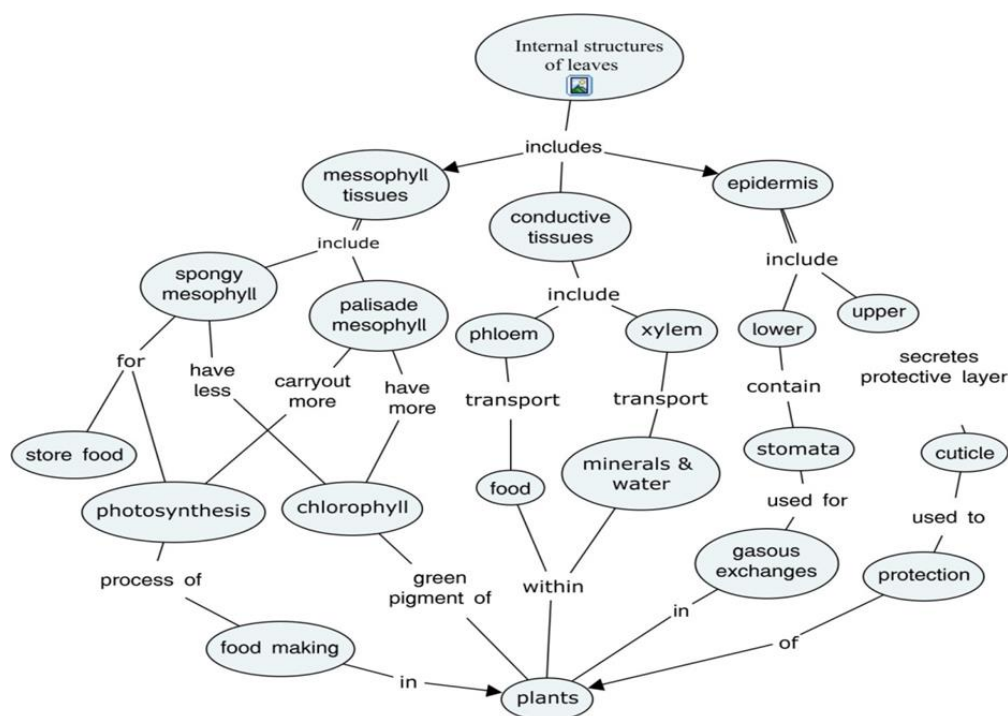 Internal structures
of leaves
includes
messophyll
tissues
conductive
tissues
epidermis
include
include
include
spongy
mesophyll
palisade
mesophyll
phloem
xylem
lower
upper
for
have
less
carryout
more
have
more
transport
transport
contain
secretes
protective layer
store food
photosynthesis
chlorophyll
food
minerals &
water
stomata
cuticle
used for
used to
process of
green
pigment of
within
gasous
exchanges
protection
food making
in
in
of
plants